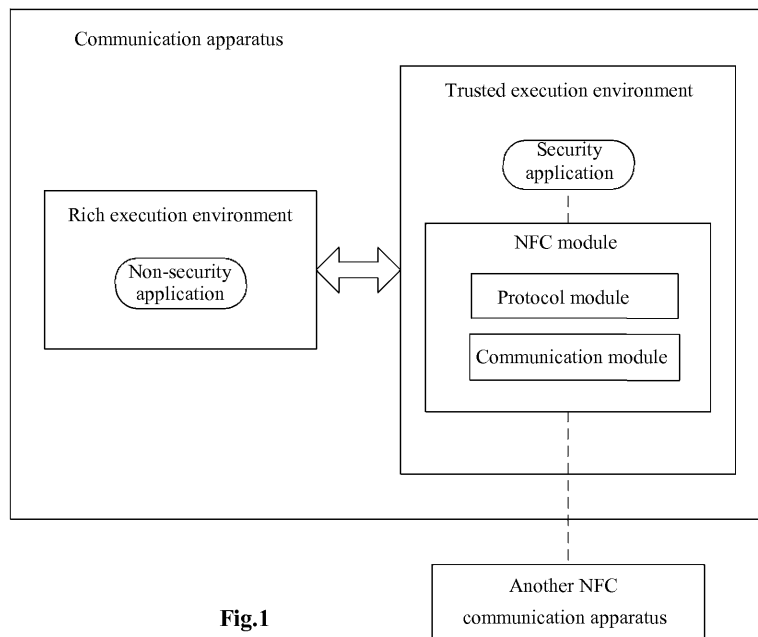 Communication apparatus
Trusted execution environment
Security
application
Rich execution environment
Non-security
application
NFC module
Protocol module
Communication module
Another NFC
communication apparatus
Fig.1